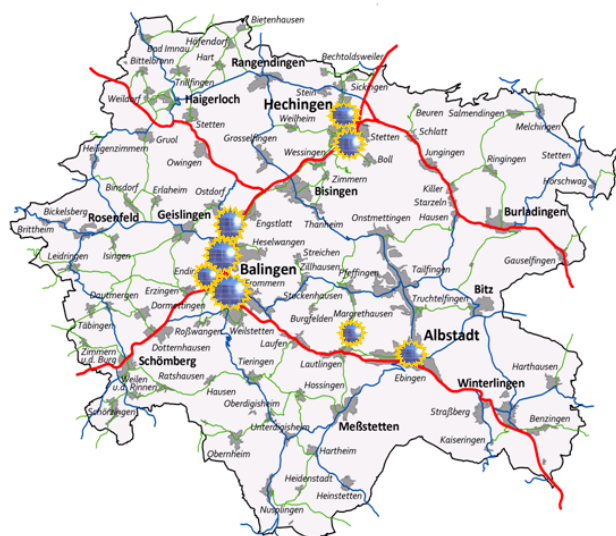 Bietenhausen
Höfendorf
Bad Imnau
Hart
Bittelbronn
Bechtoldsweiler
Rangendingen
Trillfingen
Stein
Sickingen
Weildorf
Haigerloch
Hechingen
Beuren
Salmendingen
Stetten
Weilheim
Melchingen
Gruol
Grosselfingen
Stetten
Schlatt
Heiligenzimmern
Owingen
Wessingen
Boll
Jungingen
Ringingen
Stetten
Zimmern
Binsdorf
Erlaheim
Ostdorf
Bisingen
Killer
Hörschwag
Bickelsberg
Geislingen
Starzeln
Rosenfeld
Engstlatt
Thanheim
Onstmettingen
Hausen
Burladingen
Brittheim
Isingen
Heselwangen
Streichen
Leidringen
Balingen
Zillhausen
Pfeffingen
Tailfingen
Gauselfingen
Endin
Frommern
Bitz
Dautmergen
Erzingen
Stockenhausen
Truchtelfingen
Dormettingen
Burgfelden
Margrethausen
Täbingen
Roßwangen
Weilstetten
Albstadt
Dotternhausen
Laufen
Zimmern
u.d. Burg
Schömberg
Lautlingen
Tieringen
Ebingen
Harthausen
Weilen
u.d. Rinnen
Ratshausen
Hossingen
Winterlingen
Hausen
Schörzingen
Oberdigisheim
Meßstetten
Straßberg
Benzingen
Unterdigisheim
Kaiseringen
Obernheim
Hartheim
Heidenstadt
Heinstetten
Nusplingen